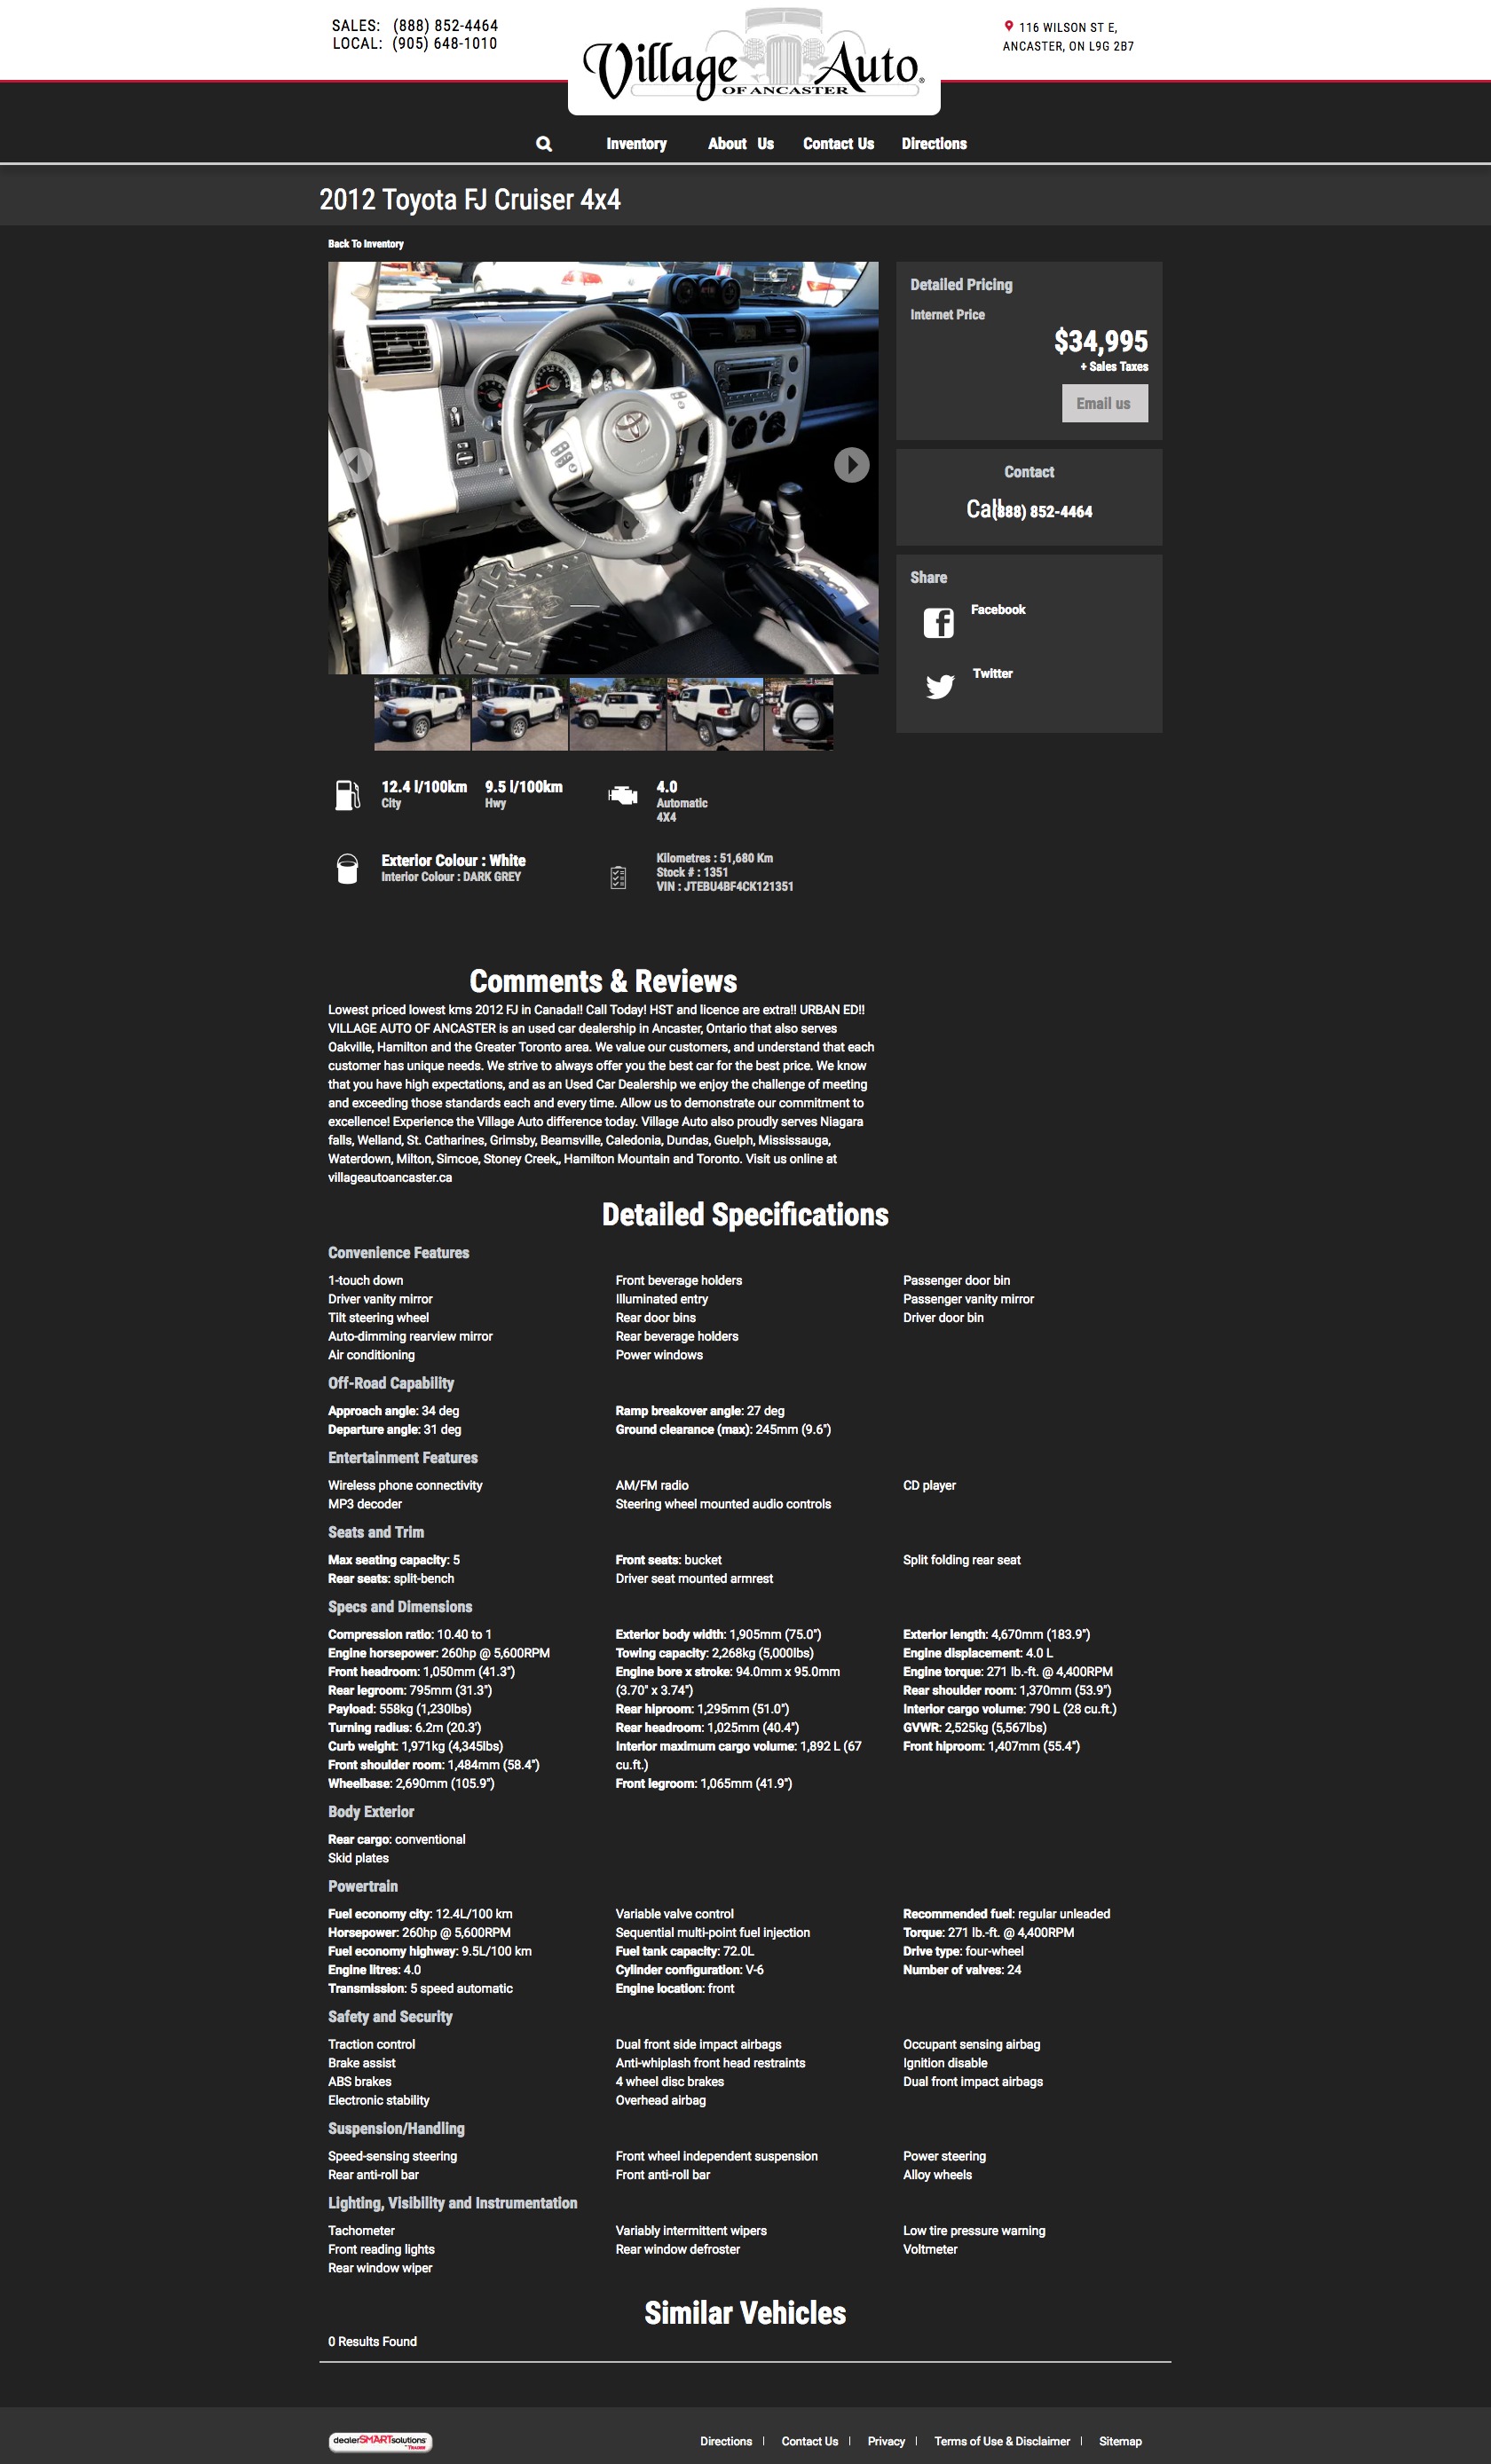 SALES: (888) 852-4464
LOCAL: (905) 648-1010
Village Auto
OF ANCASTER
116 WILSON ST E,
ANCASTER, ON L9G 2B7
Inventory About Us Contact Us Directions
2012 Toyota FJ Cruiser 4x4
Back To Inventory
Detailed Pricing
Internet Price
$34,995
+ Sales Taxes
Email us
Contact
Call (888) 852-4464
Share
Facebook
Twitter
12.4 l/100km 9.5 l/100km
City Hwy
4.0
Automatic
4X4
Exterior Colour : White
Interior Colour : DARK GREY
Kilometres : 51,680 Km
Stock # : 1351
VIN : JTEBU4BF4CK121351
Comments & Reviews
Lowest priced lowest kms 2012 FJ in Canada!! Call Today! HST and licence are extra!! URBAN ED!!
VILLAGE AUTO OF ANCASTER is an used car dealership in Ancaster, Ontario that also serves
Oakville, Hamilton and the Greater Toronto area. We value our customers, and understand that each
customer has unique needs. We strive to always offer you the best car for the best price. We know
that you have high expectations, and as an Used Car Dealership we enjoy the challenge of meeting
and exceeding those standards each and every time. Allow us to demonstrate our commitment to
excellence! Experience the Village Auto difference today. Village Auto also proudly serves Niagara
falls, Welland, St. Catharines, Grimsby, Beamsville, Caledonia, Dundas, Guelph, Mississauga,
Waterdown, Milton, Simcoe, Stoney Creek,, Hamilton Mountain and Toronto. Visit us online at
villageautoancaster.ca
Detailed Specifications
Convenience Features
1-touch down Front beverage holders Passenger door bin
Driver vanity mirror Illuminated entry Passenger vanity mirror
Tilt steering wheel Rear door bins Driver door bin
Auto-dimming rearview mirror Rear beverage holders
Air conditioning Power windows
Off-Road Capability
Approach angle: 34 deg Ramp breakover angle: 27 deg
Departure angle: 31 deg Ground clearance (max): 245mm (9.6")
Entertainment Features
Wireless phone connectivity AM/FM radio CD player
MP3 decoder Steering wheel mounted audio controls
Seats and Trim
Max seating capacity: 5 Front seats: bucket Split folding rear seat
Rear seats: split-bench Driver seat mounted armrest
Specs and Dimensions
Compression ratio: 10.40 to 1 Exterior body width: 1,905mm (75.0") Exterior length: 4,670mm (183.9")
Engine horsepower: 260hp @ 5,600RPM Towing capacity: 2,268kg (5,000lbs) Engine displacement: 4.0 L
Front headroom: 1,050mm (41.3") Engine bore x stroke: 94.0mm x 95.0mm Engine torque: 271 lb.-ft. @ 4,400RPM
Rear legroom: 795mm (31.3") (3.70" x 3.74") Rear shoulder room: 1,370mm (53.9")
Payload: 558kg (1,230lbs) Rear hiproom: 1,295mm (51.0") Interior cargo volume: 790 L (28 cu.ft.)
Turning radius: 6.2m (20.3') Rear headroom: 1,025mm (40.4") GVWR: 2,525kg (5,567lbs)
Curb weight: 1,971kg (4,345lbs) Interior maximum cargo volume: 1,892 L (67 Front hiproom: 1,407mm (55.4")
Front shoulder room: 1,484mm (58.4") cu.ft.)
Wheelbase: 2,690mm (105.9") Front legroom: 1,065mm (41.9")
Body Exterior
Rear cargo: conventional
Skid plates
Powertrain
Fuel economy city: 12.4L/100 km Variable valve control Recommended fuel: regular unleaded
Horsepower: 260hp @ 5,600RPM Sequential multi-point fuel injection Torque: 271 lb.-ft. @ 4,400RPM
Fuel economy highway: 9.5L/100 km Fuel tank capacity: 72.0L Drive type: four-wheel
Engine litres: 4.0 Cylinder configuration: V-6 Number of valves: 24
Transmission: 5 speed automatic Engine location: front
Safety and Security
Traction control Dual front side impact airbags Occupant sensing airbag
Brake assist Anti-whiplash front head restraints Ignition disable
ABS brakes 4 wheel disc brakes Dual front impact airbags
Electronic stability Overhead airbag
Suspension/Handling
Speed-sensing steering Front wheel independent suspension Power steering
Rear anti-roll bar Front anti-roll bar Alloy wheels
Lighting, Visibility and Instrumentation
Tachometer Variably intermittent wipers Low tire pressure warning
Front reading lights Rear window defroster Voltmeter
Rear window wiper
Similar Vehicles
0 Results Found
dealerSMARTsolutions
Directions | Contact Us | Privacy | Terms of Use & Disclaimer | Sitemap